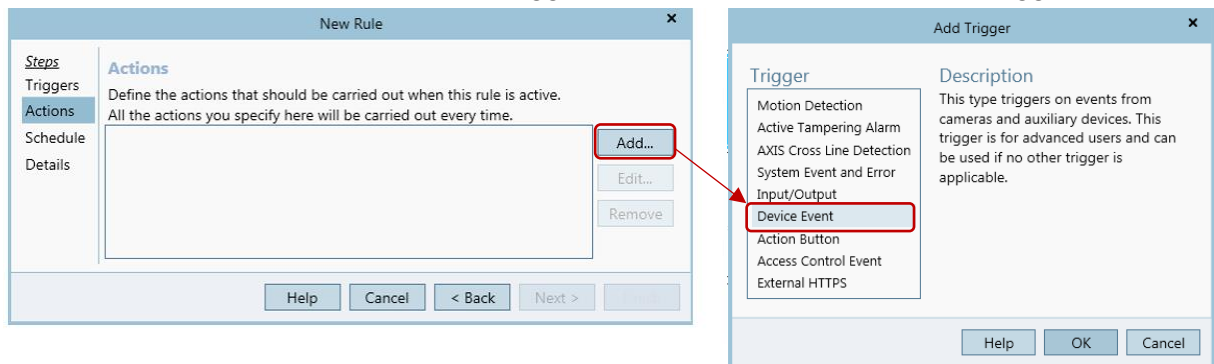 New Rule
×
Steps
Triggers
Actions
Schedule
Details
Actions
Define the actions that should be carried out when this rule is active.
All the actions you specify here will be carried out every time.
Add...
Edit...
Remove
Help
Cancel
< Back
Next >
Add Trigger
×
Trigger
Motion Detection
Active Tampering Alarm
AXIS Cross Line Detection
System Event and Error
Input/Output
Device Event
Action Button
Access Control Event
External HTTPS
Description
This type triggers on events from
cameras and auxiliary devices. This
trigger is for advanced users and can
be used if no other trigger is
applicable.
Help
OK
Cancel